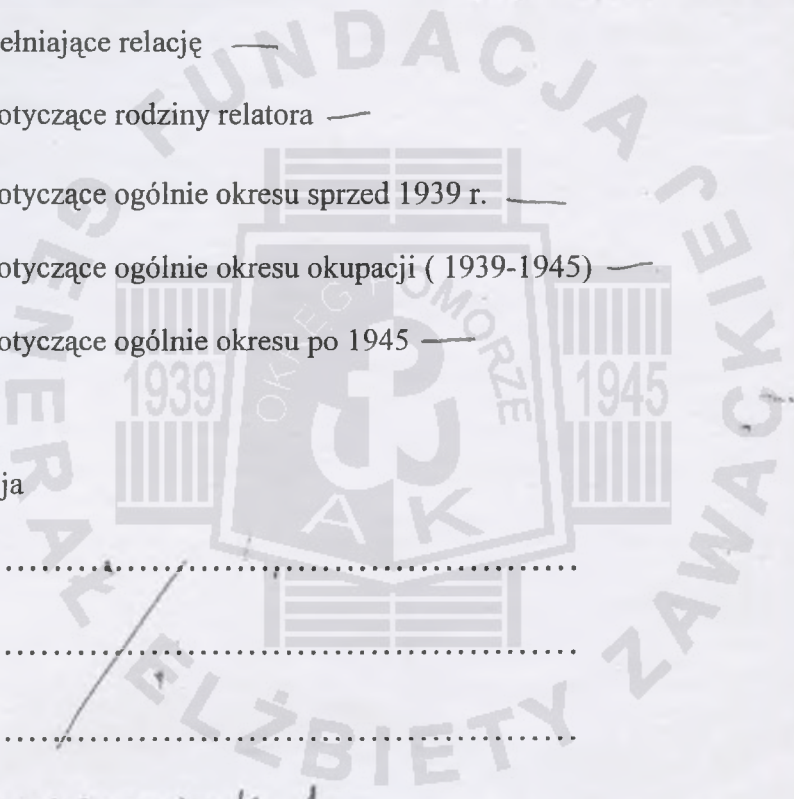 ełniające relację —
otyczące rodziny relatora —
otyczące ogólnie okresu sprzed 1939 r. —
otyczące ogólnie okresu okupacji ( 1939-1945) —
otyczące ogólnie okresu po 1945 —
ja
FUNDACJA GENERAŁ ELŻBIETY ZAWACKIEJ
OKRĘG POMORZE
1939
1945
AK